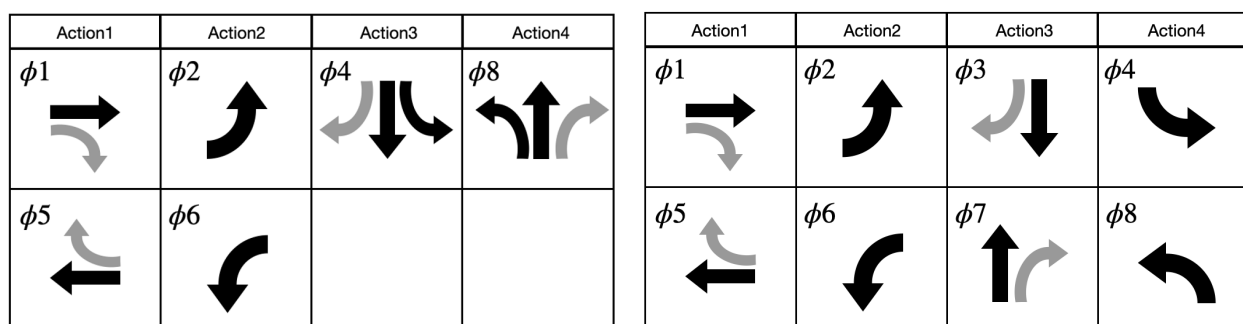 Action1 Action2 Action3 Action4
ϕ1 ϕ2 ϕ4 ϕ8
ϕ5 ϕ6
Action1 Action2 Action3 Action4
ϕ1 ϕ2 ϕ3 ϕ4
ϕ5 ϕ6 ϕ7 ϕ8